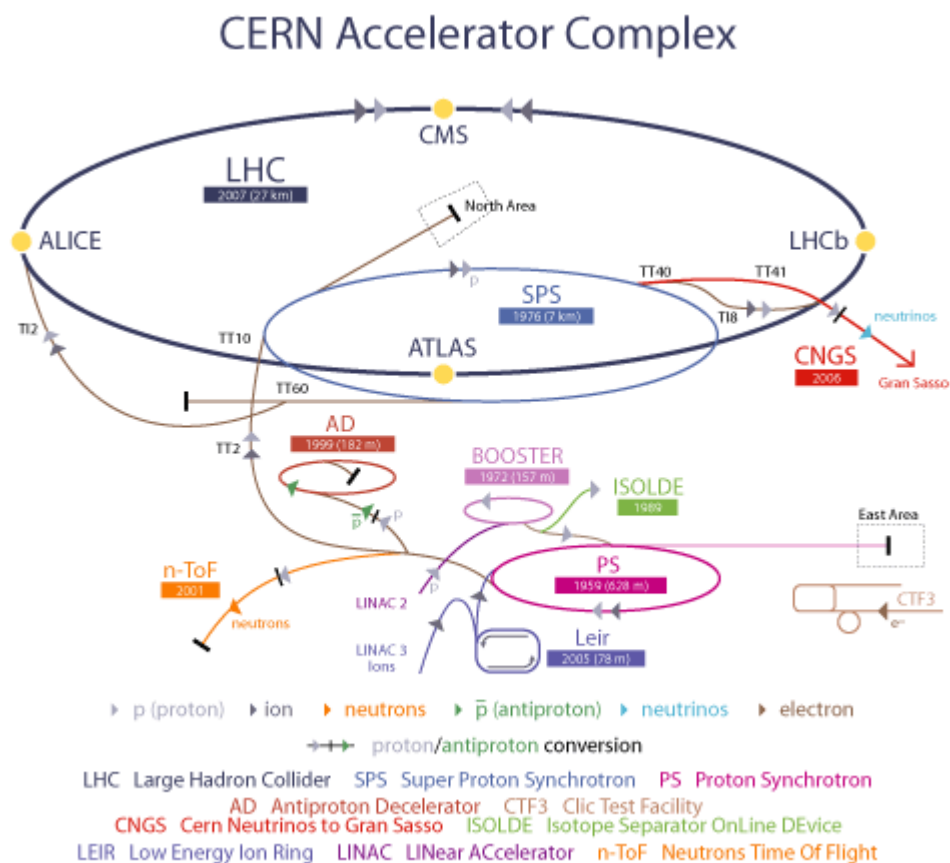 CERN Accelerator Complex
CMS
LHC
2007 (27 km)
North Area
ALICE
LHCb
TT40
TT41
p
SPS
1976 (7 km)
TI8
neutrinos
TI2
TT10
ATLAS
CNGS
2006
Gran Sasso
TT60
AD
1999 (182 m)
TT2
BOOSTER
1972 (157 m)
ISOLDE
1989
East Area
p̅
p
n-ToF
2001
PS
1959 (628 m)
p
LINAC 2
neutrons
CTF3
e-
LINAC 3
Ions
Leir
2005 (78 m)
p (proton) ion neutrons p̅ (antiproton) neutrinos electron
proton/antiproton conversion
LHC Large Hadron Collider SPS Super Proton Synchrotron PS Proton Synchrotron
AD Antiproton Decelerator CTF3 Clic Test Facility
CNGS Cern Neutrinos to Gran Sasso ISOLDE Isotope Separator OnLine DEvice
LEIR Low Energy Ion Ring LINAC LINear ACcelerator n-ToF Neutrons Time Of Flight